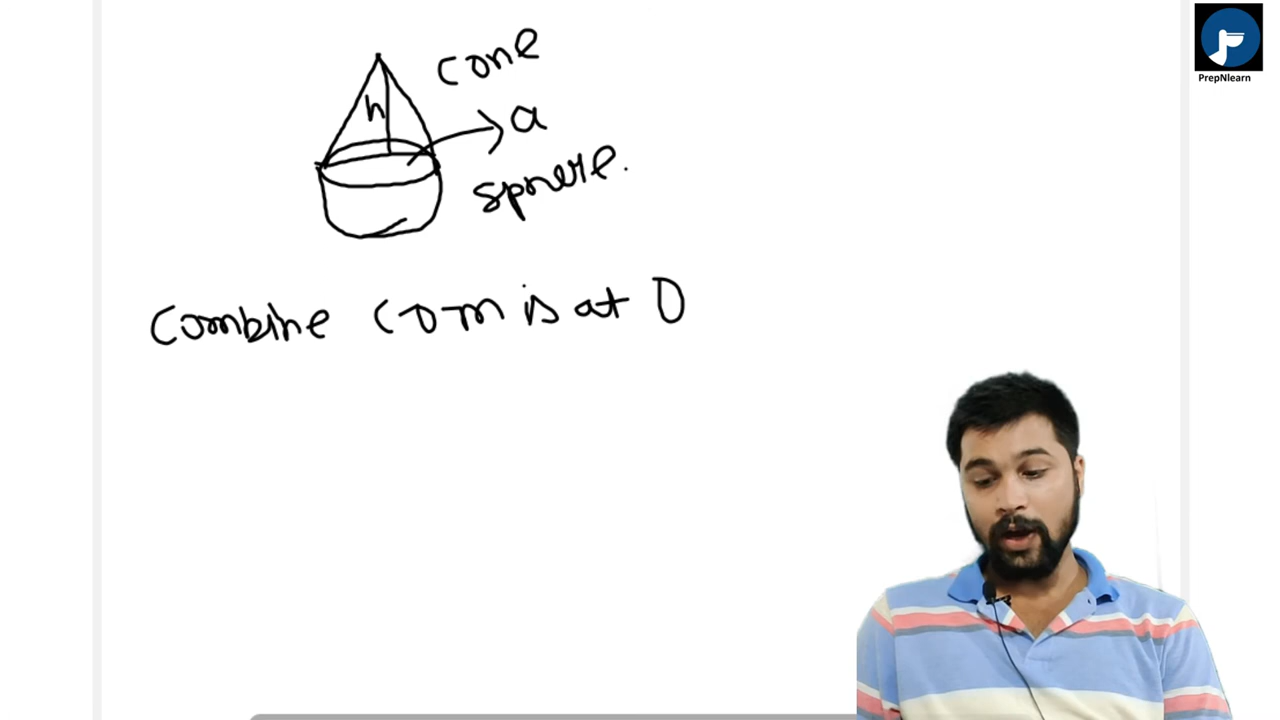 cone
h
a
sphere.
Combine com is at O
PrepNlearn